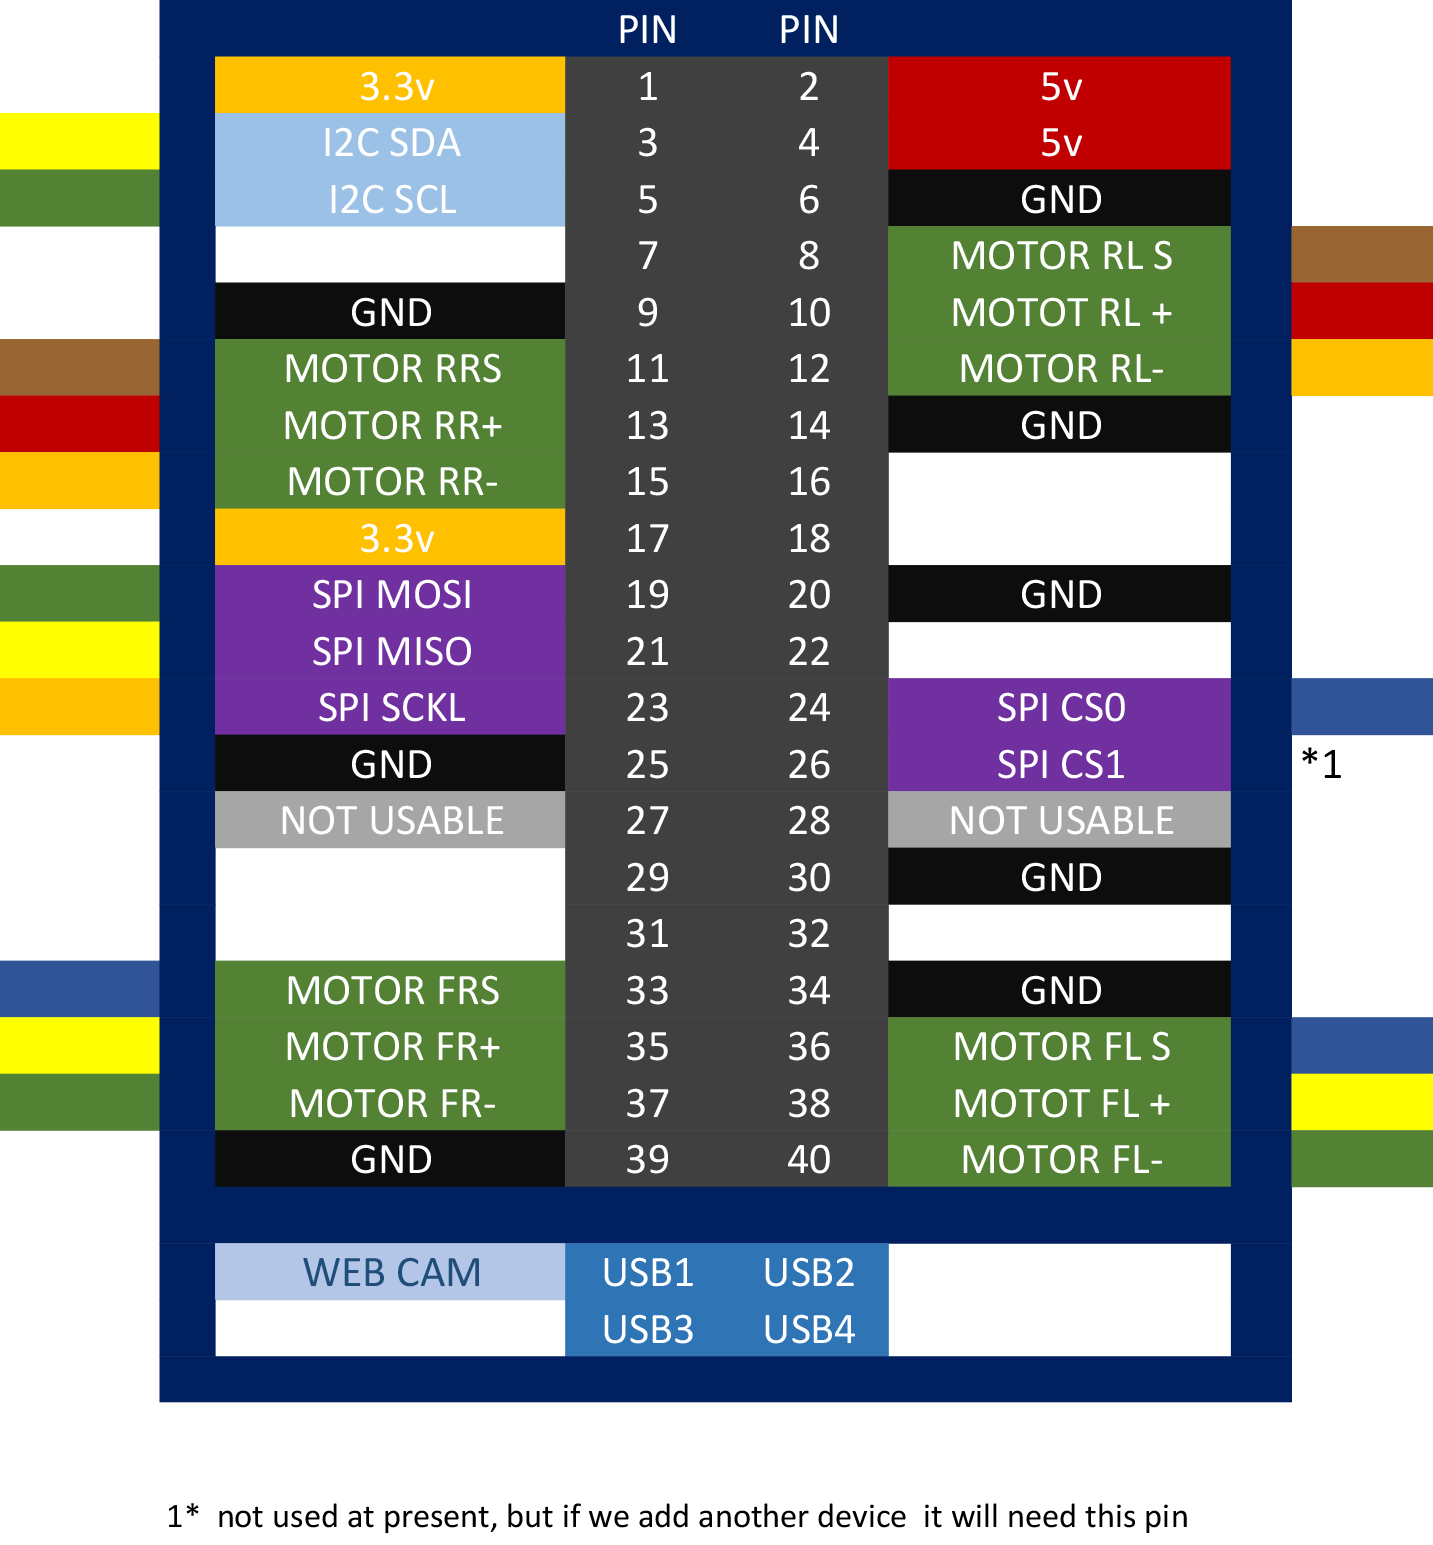 PIN PIN
3.3v 1 2 5v
I2C SDA 3 4 5v
I2C SCL 5 6 GND
7 8 MOTOR RL S
GND 9 10 MOTOT RL +
MOTOR RRS 11 12 MOTOR RL-
MOTOR RR+ 13 14 GND
MOTOR RR- 15 16
3.3v 17 18
SPI MOSI 19 20 GND
SPI MISO 21 22
SPI SCKL 23 24 SPI CS0
GND 25 26 SPI CS1 *1
NOT USABLE 27 28 NOT USABLE
29 30 GND
31 32
MOTOR FRS 33 34 GND
MOTOR FR+ 35 36 MOTOR FL S
MOTOR FR- 37 38 MOTOT FL +
GND 39 40 MOTOR FL-
WEB CAM USB1 USB2
USB3 USB4
1* not used at present, but if we add another device it will need this pin